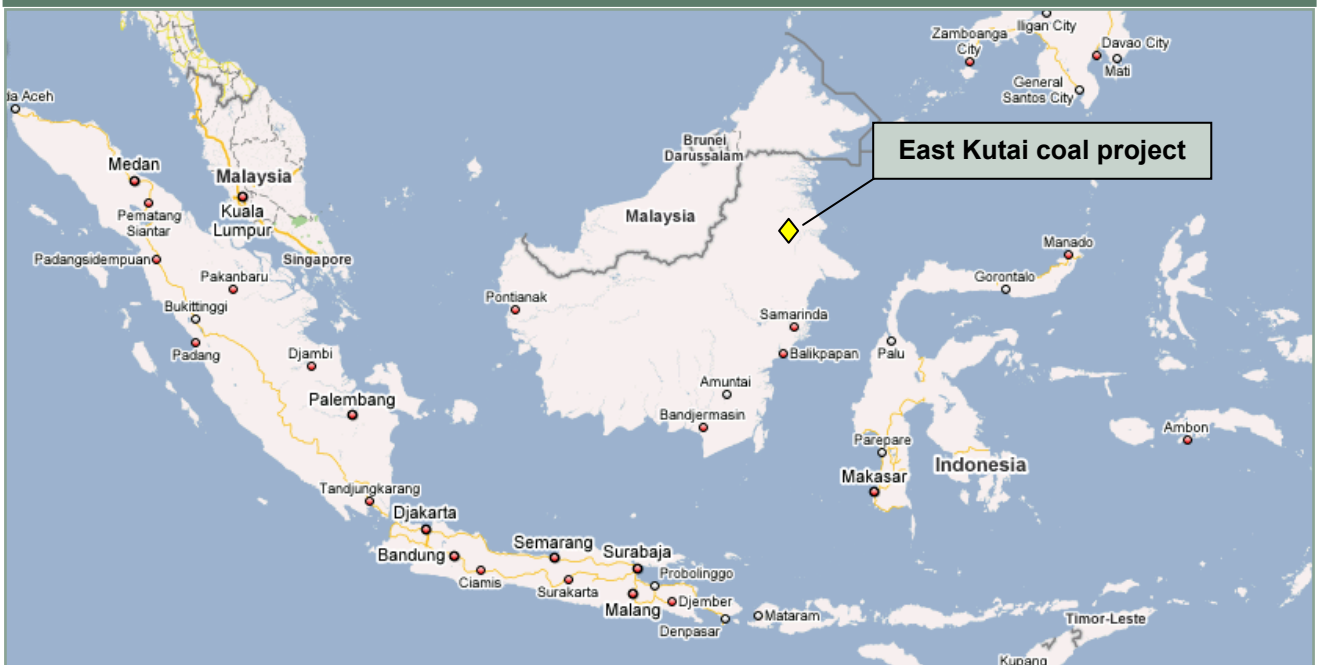 Iligan City
Zamboanga
City
Davao City
Mati
General
Santos City
da Aceh
East Kutai coal project
Brunei
Darussalam
Medan
Malaysia
Pematang
Siantar
Kuala
Lumpur
Malaysia
Manado
Padangsidempuan
Singapore
Pakanbaru
Gorontalo
Pontianak
Bukittinggi
Samarinda
Padang
Djambi
Balikpapan
Palu
Amuntai
Palembang
Bandjermasin
Ambon
Parepare
Indonesia
Makasar
Tandjungkarang
Djakarta
Bandung
Semarang
Surabaja
Ciamis
Surakarta
Probolinggo
Malang
Djember
Denpasar
Mataram
Timor-Leste
Kupang